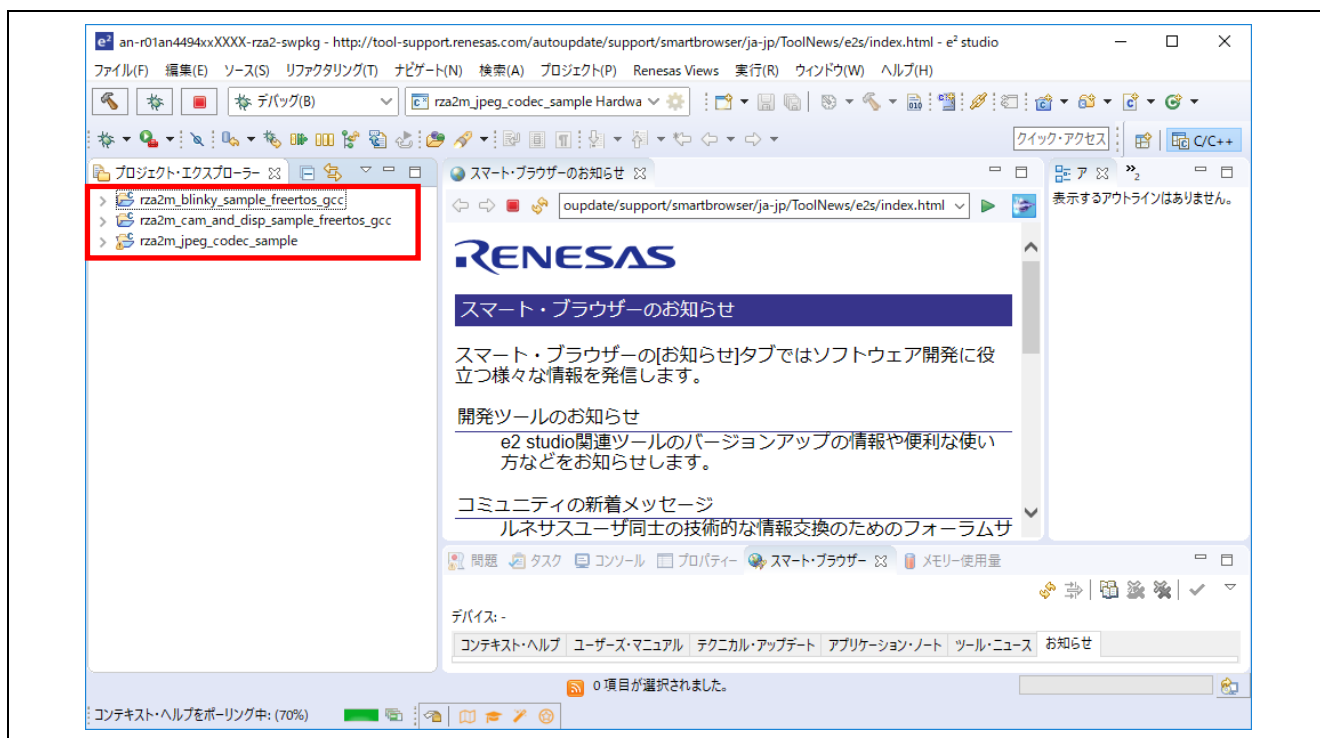 an-r01an4494xxXXXX-rza2-swpkg - http://tool-support.renesas.com/autoupdate/support/smartbrowser/ja-jp/ToolNews/e2s/index.html - e² studio
ファイル(F) 編集(E) ソース(S) リファクタリング(T) ナビゲート(N) 検索(A) プロジェクト(P) Renesas Views 実行(R) ウィンドウ(W) ヘルプ(H)
デバッグ(B) rza2m_jpeg_codec_sample Hardwa
クイック・アクセス C/C++
プロジェクト・エクスプローラー
rza2m_blinky_sample_freertos_gcc
rza2m_cam_and_disp_sample_freertos_gcc
rza2m_jpeg_codec_sample
スマート・ブラウザーのお知らせ
oupdate/support/smartbrowser/ja-jp/ToolNews/e2s/index.html
RENESAS
スマート・ブラウザーのお知らせ
スマート・ブラウザーの[お知らせ]タブではソフトウェア開発に役
立つ様々な情報を発信します。
開発ツールのお知らせ
e2 studio関連ツールのバージョンアップの情報や便利な使い
方などをお知らせします。
コミュニティの新着メッセージ
ルネサスユーザ同士の技術的な情報交換のためのフォーラムサ
ア 2
表示するアウトラインはありません。
問題 タスク コンソール プロパティー スマート・ブラウザー メモリー使用量
デバイス: -
コンテキスト・ヘルプ ユーザーズ・マニュアル テクニカル・アップデート アプリケーション・ノート ツール・ニュース お知らせ
0 項目が選択されました。
コンテキスト・ヘルプをポーリング中: (70%)